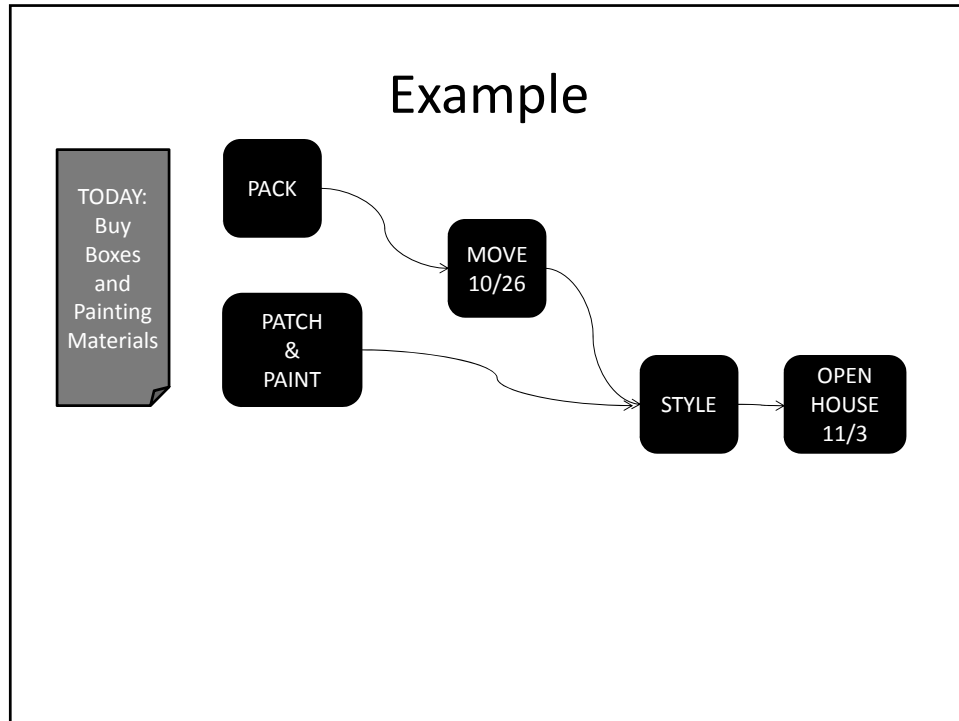 Example
TODAY:
Buy
Boxes
and
Painting
Materials
PACK
MOVE
10/26
PATCH
&
PAINT
STYLE
OPEN
HOUSE
11/3